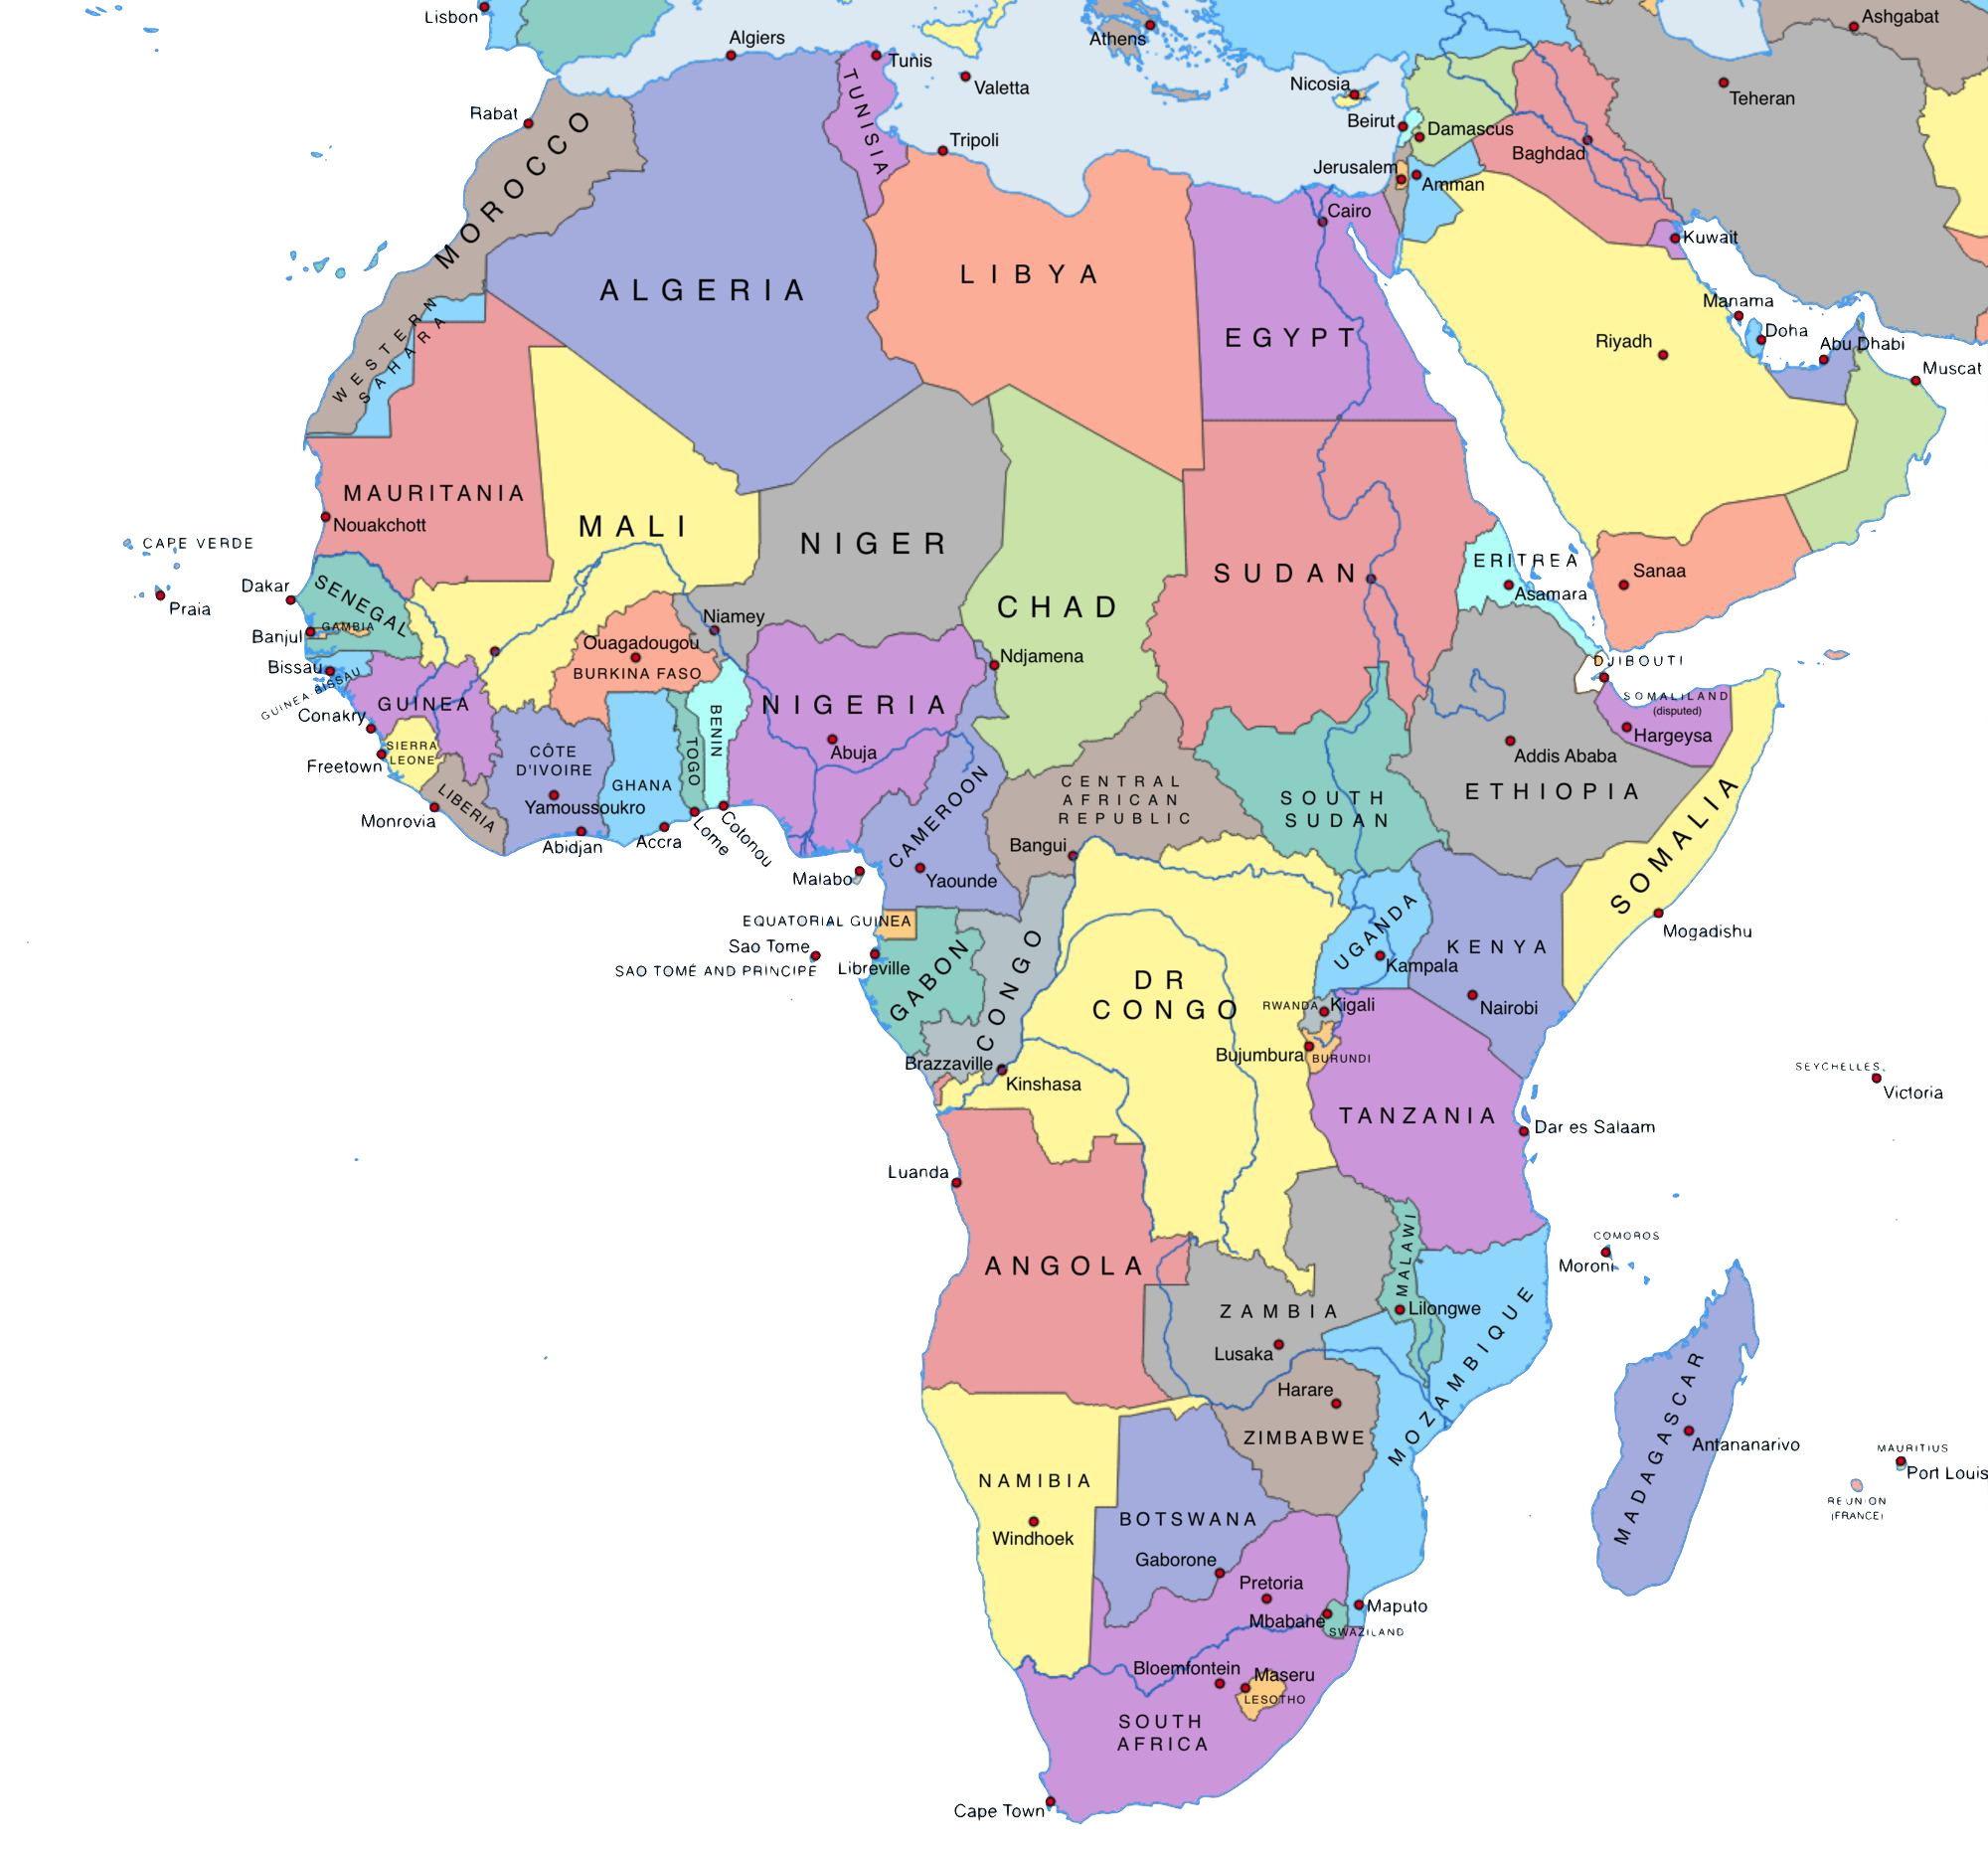 Lisbon
Algiers
Tunis
Athens
Valetta
Nicosia
Ashgabat
Teheran
Rabat
Tripoli
Beirut
Damascus
Baghdad
Jerusalem
Amman
Cairo
Kuwait
MOROCCO
TUNISIA
ALGERIA
LIBYA
EGYPT
Manama
Doha
Abu Dhabi
Riyadh
Muscat
WESTERN
SAHARA
MAURITANIA
Nouakchott
MALI
NIGER
CHAD
SUDAN
ERITREA
Asamara
Sanaa
CAPE VERDE
Praia
Dakar
SENEGAL
Banjul
GAMBIA
Bissau
GUINEA-BISSAU
Niamey
Ouagadougou
BURKINA FASO
Ndjamena
DJIBOUTI
SOMALILAND
(disputed)
Hargeysa
GUINEA
Conakry
SIERRA
LEONE
Freetown
LIBERIA
Monrovia
CÔTE
D'IVOIRE
Yamoussoukro
Abidjan
GHANA
Accra
TOGO
Lome
BENIN
Cotonou
NIGERIA
Abuja
CAMEROON
Yaounde
CENTRAL
AFRICAN
REPUBLIC
Bangui
SOUTH
SUDAN
Addis Ababa
ETHIOPIA
SOMALIA
Mogadishu
Malabo
EQUATORIAL GUINEA
Sao Tome
SAO TOMÉ AND PRÍNCIPE
Libreville
GABON
CONGO
Brazzaville
Kinshasa
DR
CONGO
UGANDA
Kampala
KENYA
Nairobi
RWANDA
Kigali
Bujumbura
BURUNDI
TANZANIA
Dar es Salaam
SEYCHELLES
Victoria
Luanda
ANGOLA
ZAMBIA
Lusaka
MALAWI
Lilongwe
MOZAMBIQUE
COMOROS
Moroni
Harare
ZIMBABWE
MADAGASCAR
Antananarivo
MAURITIUS
Port Louis
REUNION
(FRANCE)
NAMIBIA
Windhoek
BOTSWANA
Gaborone
Pretoria
Mbabane
SWAZILAND
Maputo
Bloemfontein
Maseru
LESOTHO
SOUTH
AFRICA
Cape Town